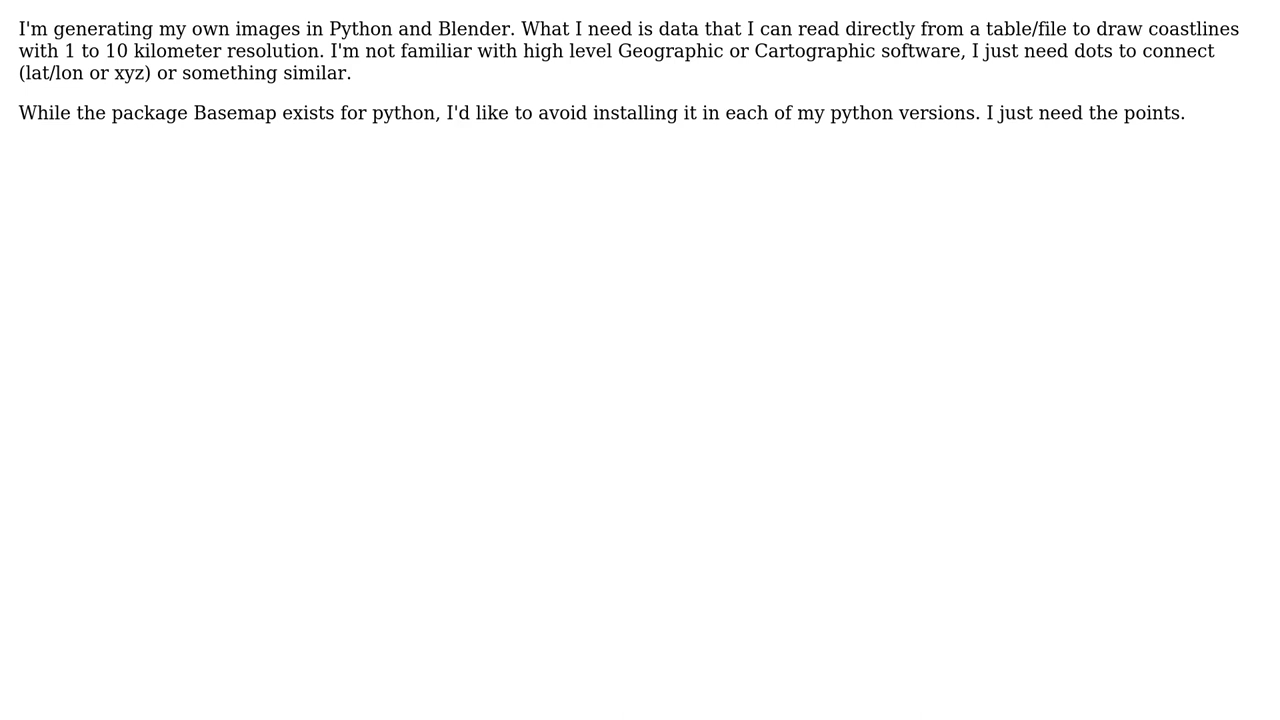 I'm generating my own images in Python and Blender. What I need is data that I can read directly from a table/file to draw coastlines
with 1 to 10 kilometer resolution. I'm not familiar with high level Geographic or Cartographic software, I just need dots to connect
(lat/lon or xyz) or something similar.
While the package Basemap exists for python, I'd like to avoid installing it in each of my python versions. I just need the points.